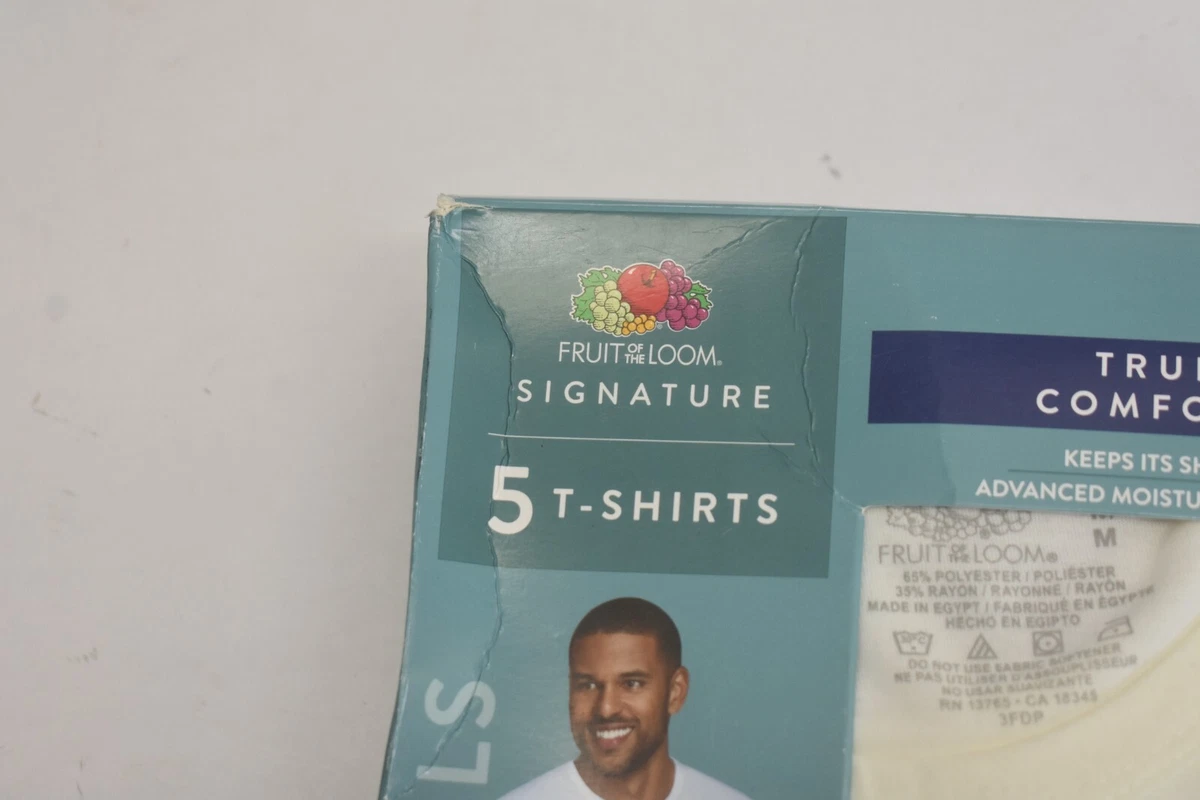 FRUIT OF THE LOOM®
SIGNATURE
5 T-SHIRTS
COMFO
KEEPS ITS SH
ADVANCED MOISTU
M
FRUIT OF THE LOOM®
65% POLYESTER / POLIÉSTER
35% RAYON / RAYONNE / RAYÓN
MADE IN EGYPT / FABRIQUÉ EN ÉGYPTE
HECHO EN EGIPTO
DO NOT USE FABRIC SOFTENER
NE PAS UTILISER D'ASSOUPLISSEUR
NO USAR SUAVIZANTE
RN 13765 • CA 18345
3FDP
LS